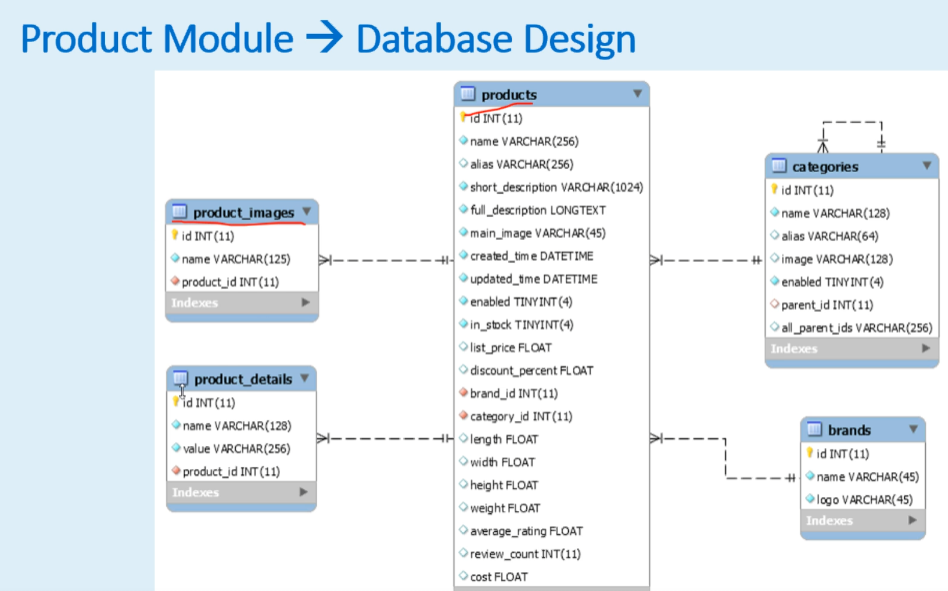 Product Module → Database Design
products
id INT(11)
name VARCHAR(256)
alias VARCHAR(256)
short_description VARCHAR(1024)
full_description LONGTEXT
main_image VARCHAR(45)
created_time DATETIME
updated_time DATETIME
enabled TINYINT(4)
in_stock TINYINT(4)
list_price FLOAT
discount_percent FLOAT
brand_id INT(11)
category_id INT(11)
length FLOAT
width FLOAT
height FLOAT
weight FLOAT
average_rating FLOAT
review_count INT(11)
cost FLOAT
product_images
id INT(11)
name VARCHAR(125)
product_id INT(11)
Indexes
product_details
id INT(11)
name VARCHAR(128)
value VARCHAR(256)
product_id INT(11)
Indexes
categories
id INT(11)
name VARCHAR(128)
alias VARCHAR(64)
image VARCHAR(128)
enabled TINYINT(4)
parent_id INT(11)
all_parent_ids VARCHAR(256)
Indexes
brands
id INT(11)
name VARCHAR(45)
logo VARCHAR(45)
Indexes